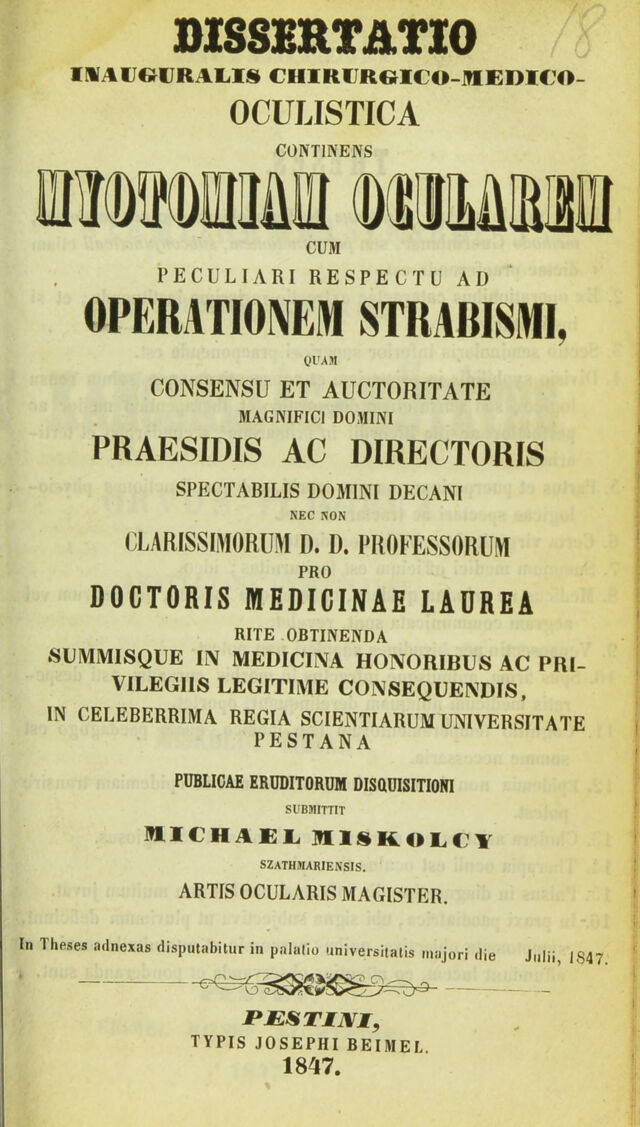 18
DISSERTATIO
INAUGURALIS CHIRURGICO-MEDICO-
OCULISTICA
CONTINENS
MYOTOMIAM OCULAREM
CUM
PECULIARI RESPECTU AD
OPERATIONEM STRABISMI,
QUAM
CONSENSU ET AUCTORITATE
MAGNIFICI DOMINI
PRAESIDIS AC DIRECTORIS
SPECTABILIS DOMINI DECANI
NEC NON
CLARISSIMORUM D. D. PROFESSORUM
PRO
DOCTORIS MEDICINAE LAUREA
RITE OBTINENDA
SUMMISQUE IN MEDICINA HONORIBUS AC PRI-
VILEGIIS LEGITIME CONSEQUENDIS,
IN CELEBERRIMA REGIA SCIENTIARUM UNIVERSITATE
PESTANA
PUBLICAE ERUDITORUM DISQUISITIONI
SUBMITTIT
MICHAEL MISKOLCY
SZATHMARIENSIS.
ARTIS OCULARIS MAGISTER.
In Theses adnexas disputabitur in palatio universitatis majori die Julii, 1847.
PESTINI,
TYPIS JOSEPHI BEIMEL.
1847.